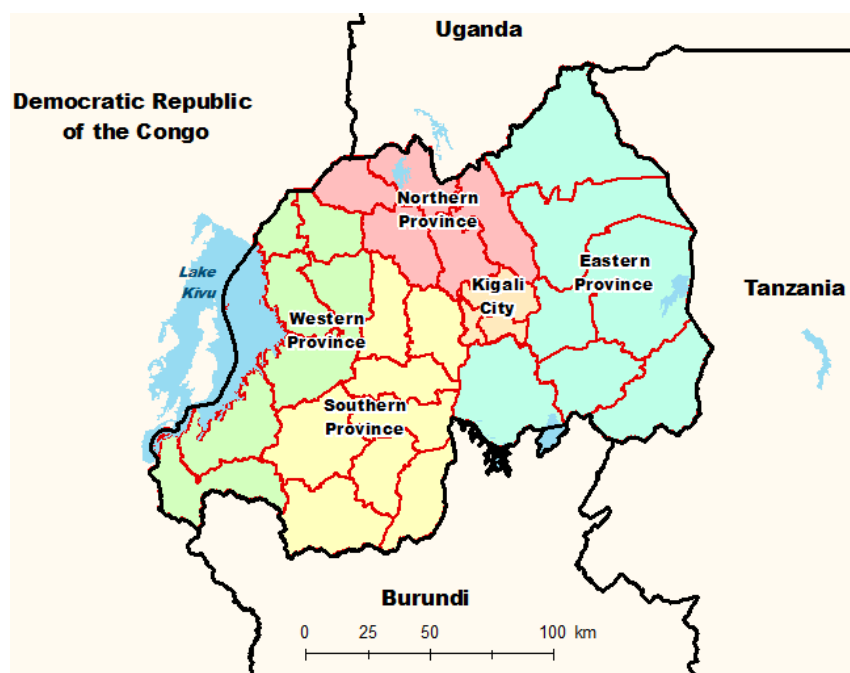 Uganda
Democratic Republic
of the Congo
Northern
Province
Lake
Kivu
Eastern
Province
Kigali
City
Tanzania
Western
Province
Southern
Province
Burundi
0 25 50 100 km